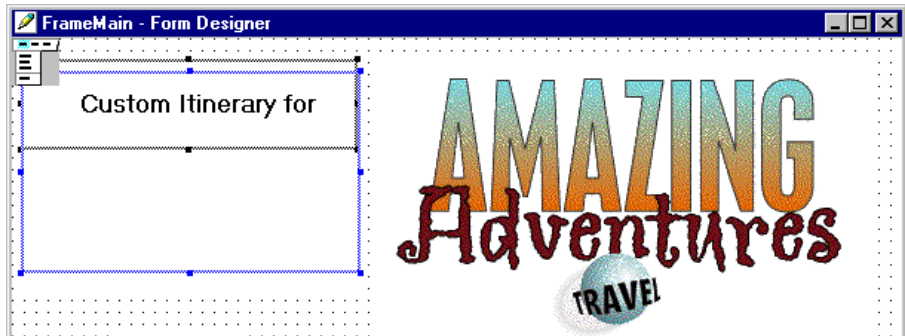 FrameMain - Form Designer
Custom Itinerary for
AMAZING
Adventures
TRAVEL